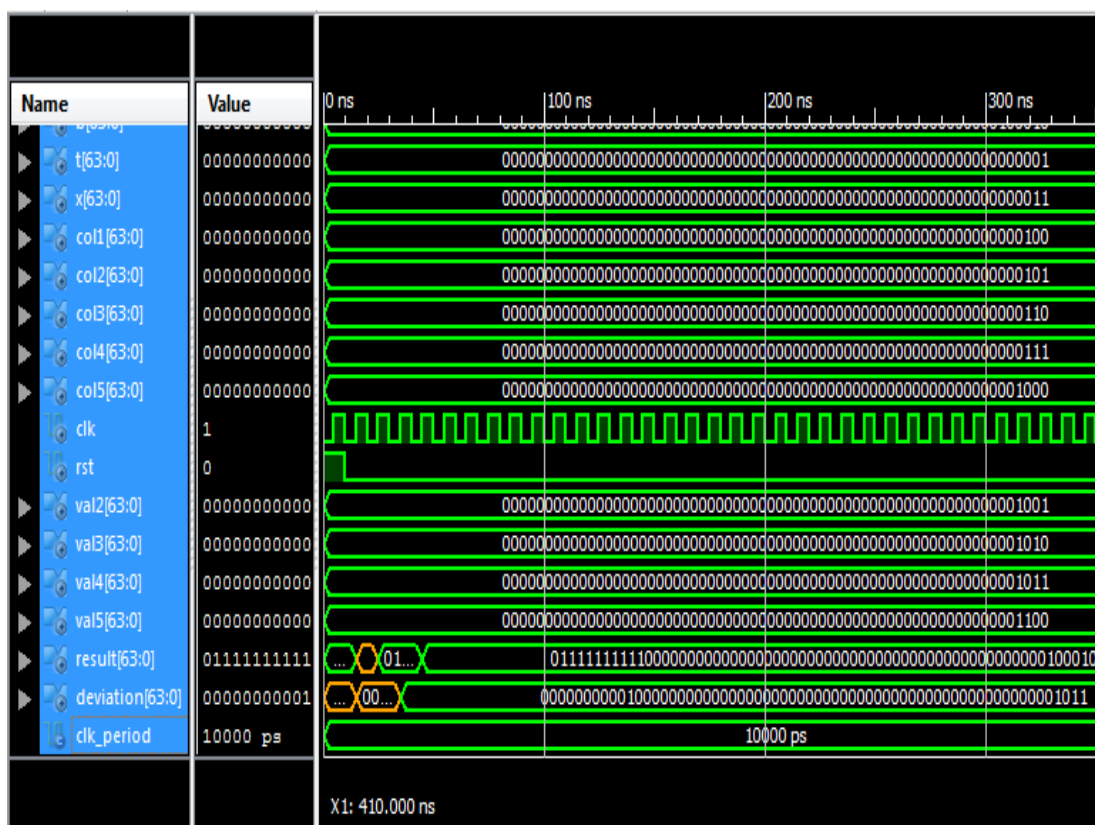 Name Value 0 ns 100 ns 200 ns 300 ns
t[63:0] 00000000000 0000000000000000000000000000000000000000000000000000000000000001
x[63:0] 00000000000 0000000000000000000000000000000000000000000000000000000000000011
col1[63:0] 00000000000 0000000000000000000000000000000000000000000000000000000000000100
col2[63:0] 00000000000 0000000000000000000000000000000000000000000000000000000000000101
col3[63:0] 00000000000 0000000000000000000000000000000000000000000000000000000000000110
col4[63:0] 00000000000 0000000000000000000000000000000000000000000000000000000000000111
col5[63:0] 00000000000 0000000000000000000000000000000000000000000000000000000000001000
clk 1
rst 0
val2[63:0] 00000000000 0000000000000000000000000000000000000000000000000000000000001001
val3[63:0] 00000000000 0000000000000000000000000000000000000000000000000000000000001010
val4[63:0] 00000000000 0000000000000000000000000000000000000000000000000000000000001011
val5[63:0] 00000000000 0000000000000000000000000000000000000000000000000000000000001100
result[63:0] 01111111111 ... 01...
deviation[63:0] 00000000001 ... 00...
clk_period 10000 ps 10000 ps
X1: 410.000 ns